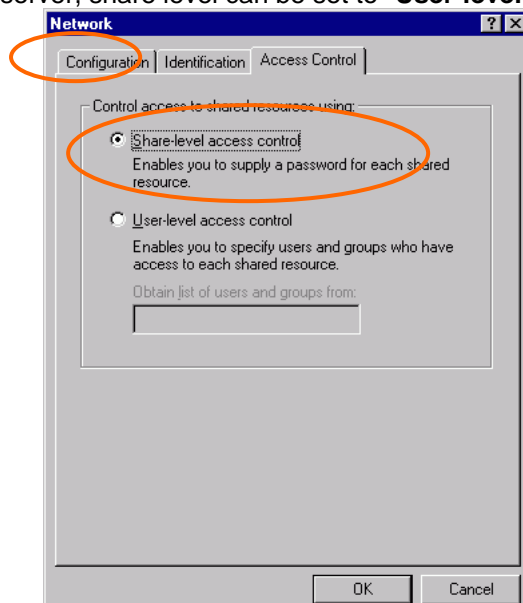 server, share level can be set to "User-level
Network
Configuration Identification Access Control
Control access to shared resources using:
Share-level access control
Enables you to supply a password for each shared
resource.
User-level access control
Enables you to specify users and groups who have
access to each shared resource.
Obtain list of users and groups from:
OK Cancel